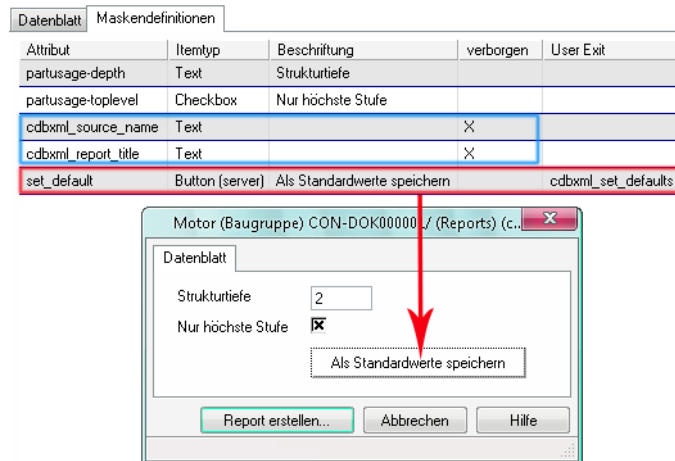 Datenblatt Maskendefinitionen
Attribut Itemtyp Beschriftung verborgen User Exit
partusage-depth Text Strukturtiefe
partusage-toplevel Checkbox Nur höchste Stufe
cdbxml_source_name Text X
cdbxml_report_title Text X
set_default Button (server) Als Standardwerte speichern cdbxml_set_defaults
Motor (Baugruppe) CON-DOK000001/ (Reports) (c...
Datenblatt
Strukturtiefe 2
Nur höchste Stufe
Als Standardwerte speichern
Report erstellen... Abbrechen Hilfe